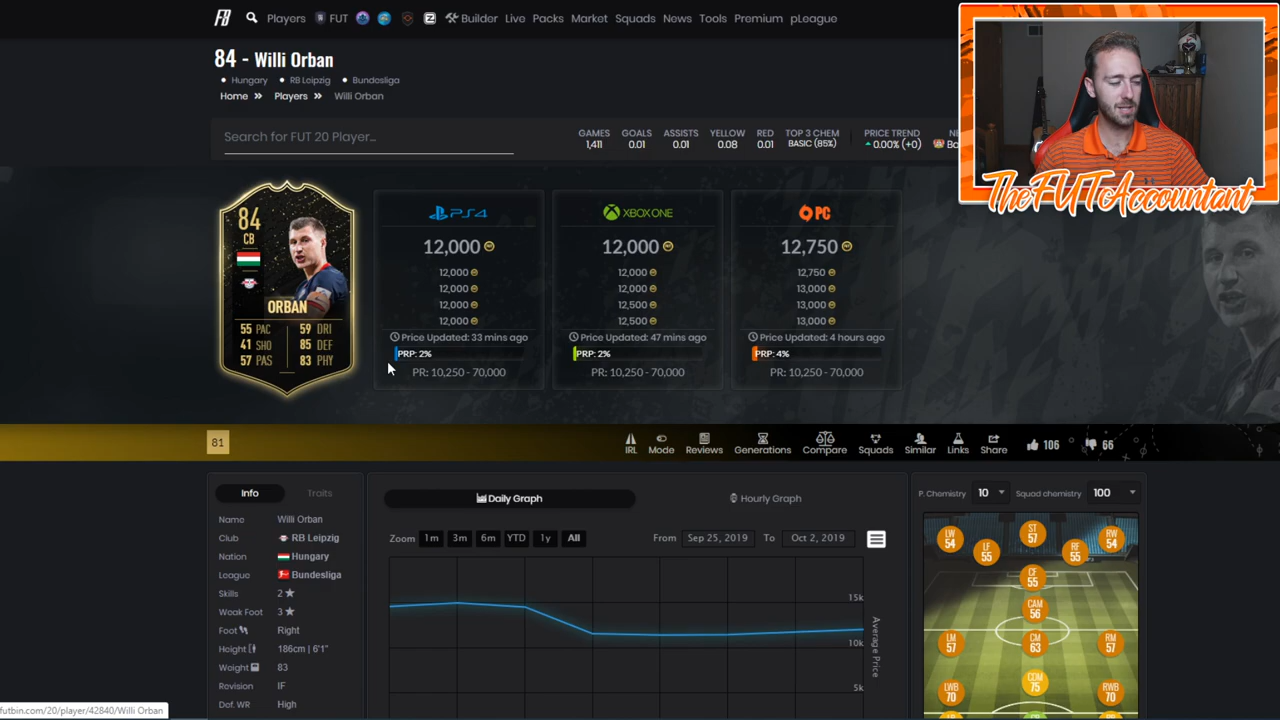 FB Players FUT Z Builder Live Packs Market Squads News Tools Premium pLeague
84 - Willi Orban
Hungary RB Leipzig Bundesliga
Home Players Willi Orban
Search for FUT 20 Player...
GAMES GOALS ASSISTS YELLOW RED TOP 3 CHEM PRICE TREND
1,411 0.01 0.01 0.08 0.01 BASIC (85%) 0.00% (+0)
TheFUTAccountant
84
CB
ORBAN
55 PAC 59 DRI
41 SHO 85 DEF
57 PAS 83 PHY
PS4
12,000
12,000
12,000
12,000
12,000
Price Updated: 33 mins ago
PRP: 2%
PR: 10,250 - 70,000
XBOX ONE
12,000
12,000
12,000
12,500
12,500
Price Updated: 47 mins ago
PRP: 2%
PR: 10,250 - 70,000
PC
12,750
12,750
13,000
13,000
13,000
Price Updated: 4 hours ago
PRP: 4%
PR: 10,250 - 70,000
81
IRL Mode Reviews Generations Compare Squads Similar Links Share 106 66
Info Traits
Name Willi Orban
Club RB Leipzig
Nation Hungary
League Bundesliga
Skills 2
Weak Foot 3
Foot Right
Height 186cm | 6'1"
Weight 83
Revision IF
Def. WR High
Daily Graph Hourly Graph
Zoom 1m 3m 6m YTD 1y All From Sep 25, 2019 To Oct 2, 2019
15k
10k
5k
Average Price
P. Chemistry 10 Squad chemistry 100
LW 54
ST 57
RW 54
LF 55
RF 55
CF 55
CAM 56
LM 57
CM 63
RM 57
CDM 75
LWB 70
RWB 70
futbin.com/20/player/42840/Willi Orban